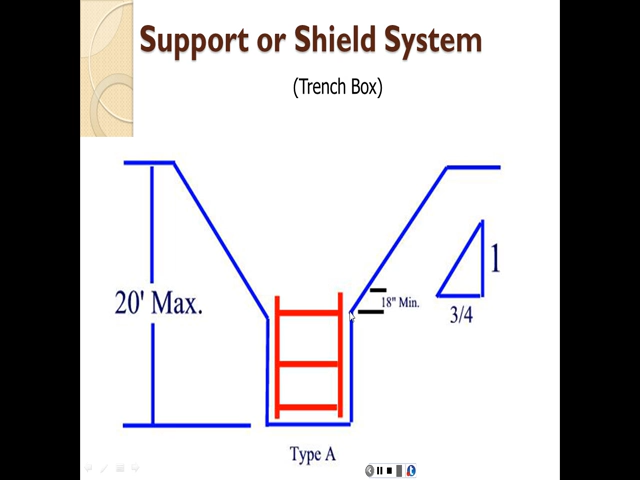 Support or Shield System
(Trench Box)
20' Max.
18" Min.
1
3/4
Type A